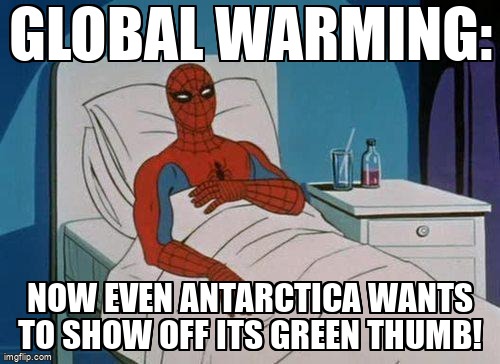 GLOBAL WARMING:
NOW EVEN ANTARCTICA WANTS
TO SHOW OFF ITS GREEN THUMB!
imgflip.com